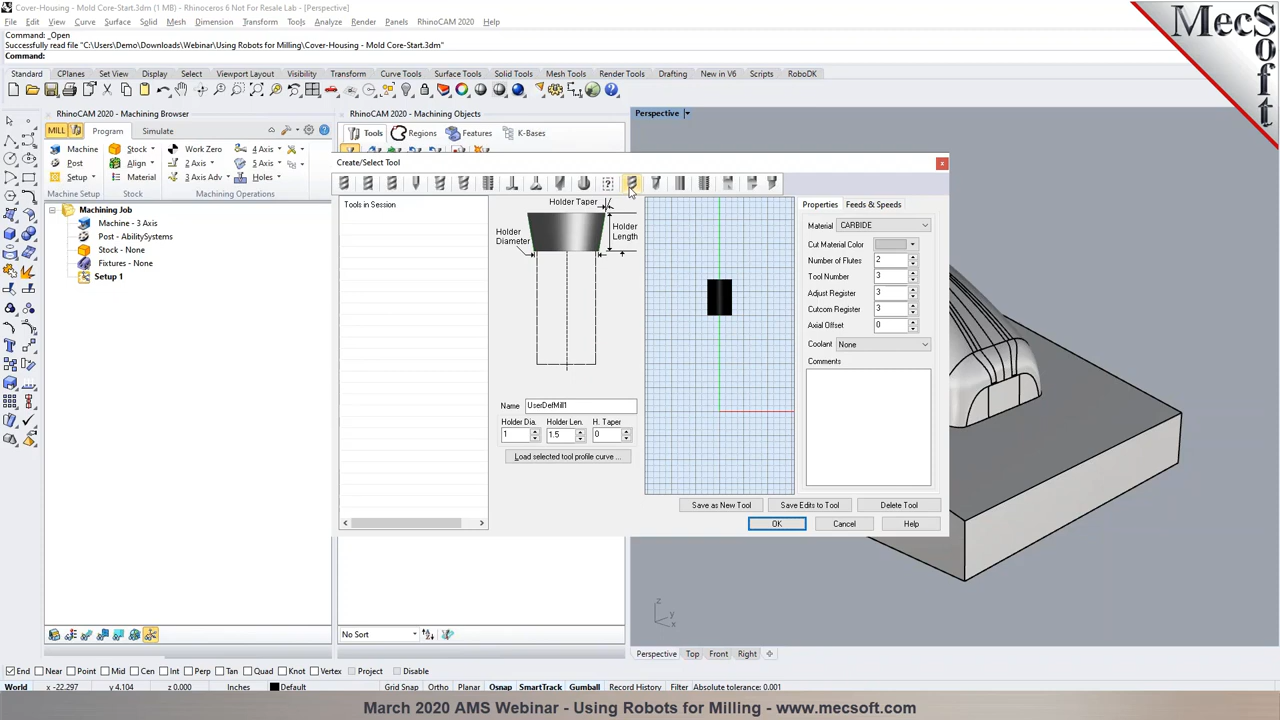 Cover-Housing - Mold Core-Start.3dm (1 MB) - Rhinoceros 6 Not For Resale Lab - [Perspective]
File Edit View Curve Surface Solid Mesh Dimension Transform Tools Analyze Render Panels RhinoCAM 2020 Help
Command: _Open
Successfully read file "C:\Users\Demo\Downloads\Webinar\Using Robots for Milling\Cover-Housing - Mold Core-Start.3dm"
Command:
Standard CPlanes Set View Display Select Viewport Layout Visibility Transform Curve Tools Surface Tools Solid Tools Mesh Tools Render Tools Drafting New in V6 Scripts RoboDK
MecSoft
RhinoCAM 2020 - Machining Browser
RhinoCAM 2020 - Machining Objects
Perspective
MILL Program Simulate
Tools Regions Features K-Bases
Machine Stock Work Zero 4 Axis
Post Align 2 Axis 5 Axis
Setup Material 3 Axis Adv Holes
Machine Setup Stock Machining Operations
Machining Job
Machine - 3 Axis
Post - AbilitySystems
Stock - None
Fixtures - None
Setup 1
Create/Select Tool
Tools in Session
Holder Taper
Holder Diameter
Holder Length
Name UserDefMill1
Holder Dia. Holder Len. H. Taper
1 1.5 0
Load selected tool profile curve ...
Properties Feeds & Speeds
Material CARBIDE
Cut Material Color
Number of Flutes 2
Tool Number 3
Adjust Register 3
Cutcom Register 3
Axial Offset 0
Coolant None
Comments
Save as New Tool Save Edits to Tool Delete Tool
OK Cancel Help
No Sort
z
y
x
Perspective Top Front Right
End Near Point Mid Cen Int Perp Tan Quad Knot Vertex Project Disable
World x -22.297 y 4.104 z 0.000 Inches Default Grid Snap Ortho Planar Osnap SmartTrack Gumball Record History Filter Absolute tolerance: 0.001
March 2020 AMS Webinar - Using Robots for Milling - www.mecsoft.com